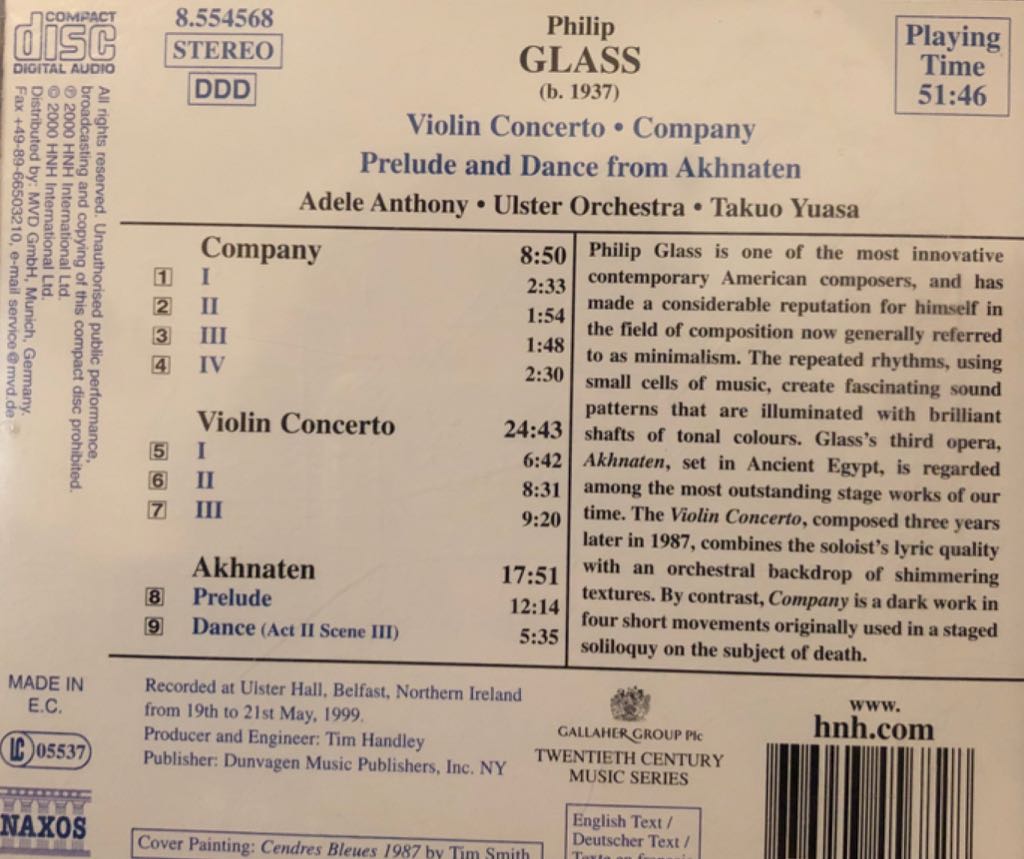 COMPACT
disc
DIGITAL AUDIO
8.554568
STEREO
DDD
Philip
GLASS
(b. 1937)
Violin Concerto • Company
Prelude and Dance from Akhnaten
Adele Anthony • Ulster Orchestra • Takuo Yuasa
Playing
Time
51:46
All rights reserved. Unauthorised public performance,
broadcasting and copying of this compact disc prohibited.
℗ 2000 HNH International Ltd.
© 2000 HNH International Ltd.
Distributed by: MVD GmbH, Munich, Germany.
Fax +49-89-66503210, e-mail service@mvd.de
Company 8:50
1 I 2:33
2 II 1:54
3 III 1:48
4 IV 2:30
Violin Concerto 24:43
5 I 6:42
6 II 8:31
7 III 9:20
Akhnaten 17:51
8 Prelude 12:14
9 Dance (Act II Scene III) 5:35
Philip Glass is one of the most innovative
contemporary American composers, and has
made a considerable reputation for himself in
the field of composition now generally referred
to as minimalism. The repeated rhythms, using
small cells of music, create fascinating sound
patterns that are illuminated with brilliant
shafts of tonal colours. Glass's third opera,
Akhnaten, set in Ancient Egypt, is regarded
among the most outstanding stage works of our
time. The Violin Concerto, composed three years
later in 1987, combines the soloist's lyric quality
with an orchestral backdrop of shimmering
textures. By contrast, Company is a dark work in
four short movements originally used in a staged
soliloquy on the subject of death.
MADE IN
E.C.
LC 05537
NAXOS
Recorded at Ulster Hall, Belfast, Northern Ireland
from 19th to 21st May, 1999.
Producer and Engineer: Tim Handley
Publisher: Dunvagen Music Publishers, Inc. NY
Cover Painting: Cendres Bleues 1987 by Tim Smith
GALLAHER GROUP Plc
TWENTIETH CENTURY
MUSIC SERIES
English Text /
Deutscher Text /
Texte en français
www.
hnh.com